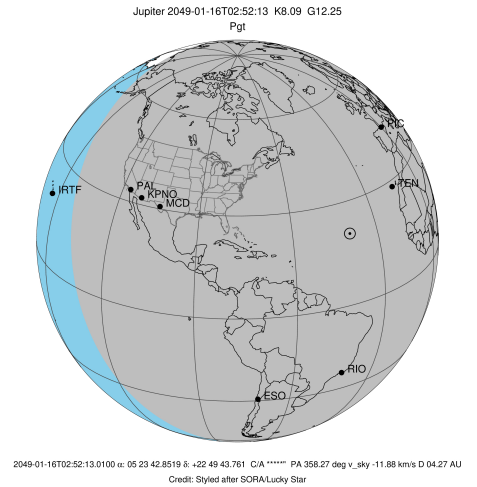 Jupiter 2049-01-16T02:52:13 K8.09 G12.25
Pgt
PIC
PAL
IRTF
KPNO
TEN
MCD
RIO
ESO
2049-01-16T02:52:13.0100 α: 05 23 42.8519 δ: +22 49 43.761 C/A *****" PA 358.27 deg v_sky -11.88 km/s D 04.27 AU
Credit: Styled after SORA/Lucky Star